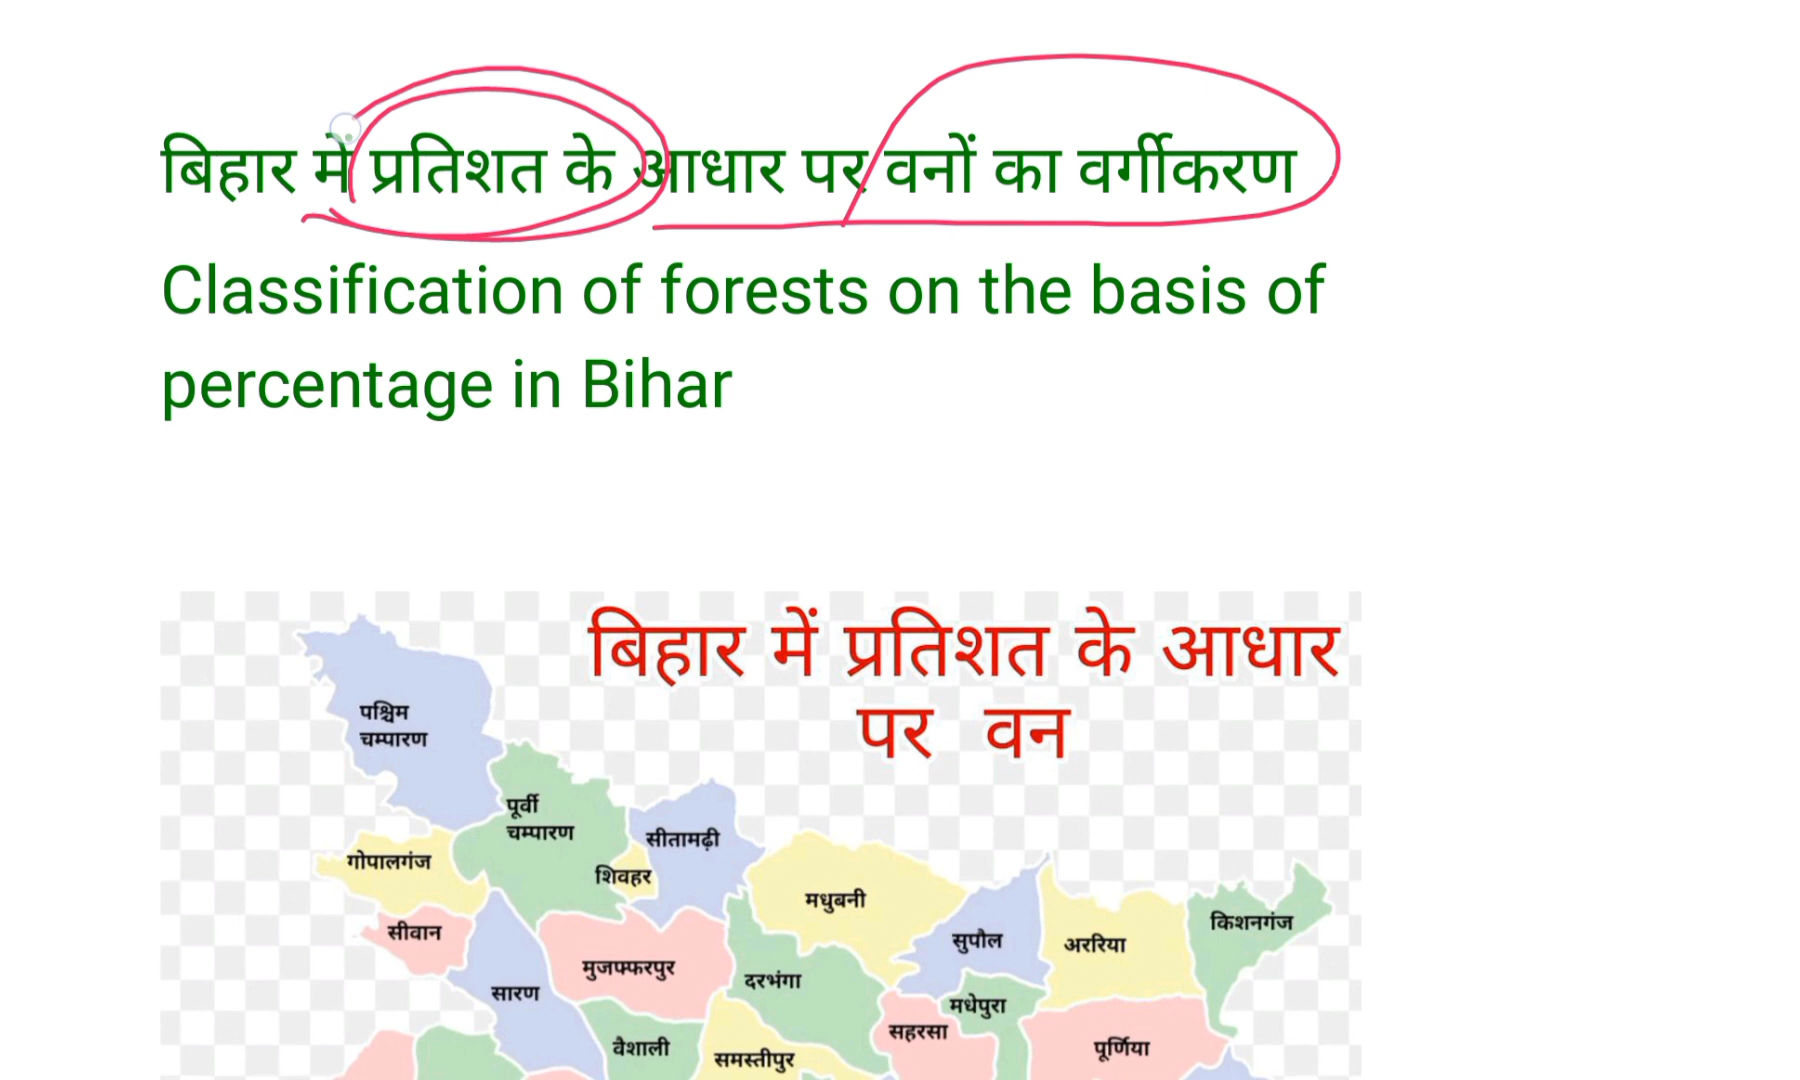 बिहार में प्रतिशत के आधार पर वनों का वर्गीकरण
Classification of forests on the basis of
percentage in Bihar
बिहार में प्रतिशत के आधार
पर वन
पश्चिम
चम्पारण
पूर्वी
चम्पारण
सीतामढ़ी
गोपालगंज
शिवहर
मधुबनी
सीवान
सुपौल
अररिया
किशनगंज
मुजफ्फरपुर
दरभंगा
सारण
मधेपुरा
सहरसा
वैशाली
समस्तीपुर
पूर्णिया